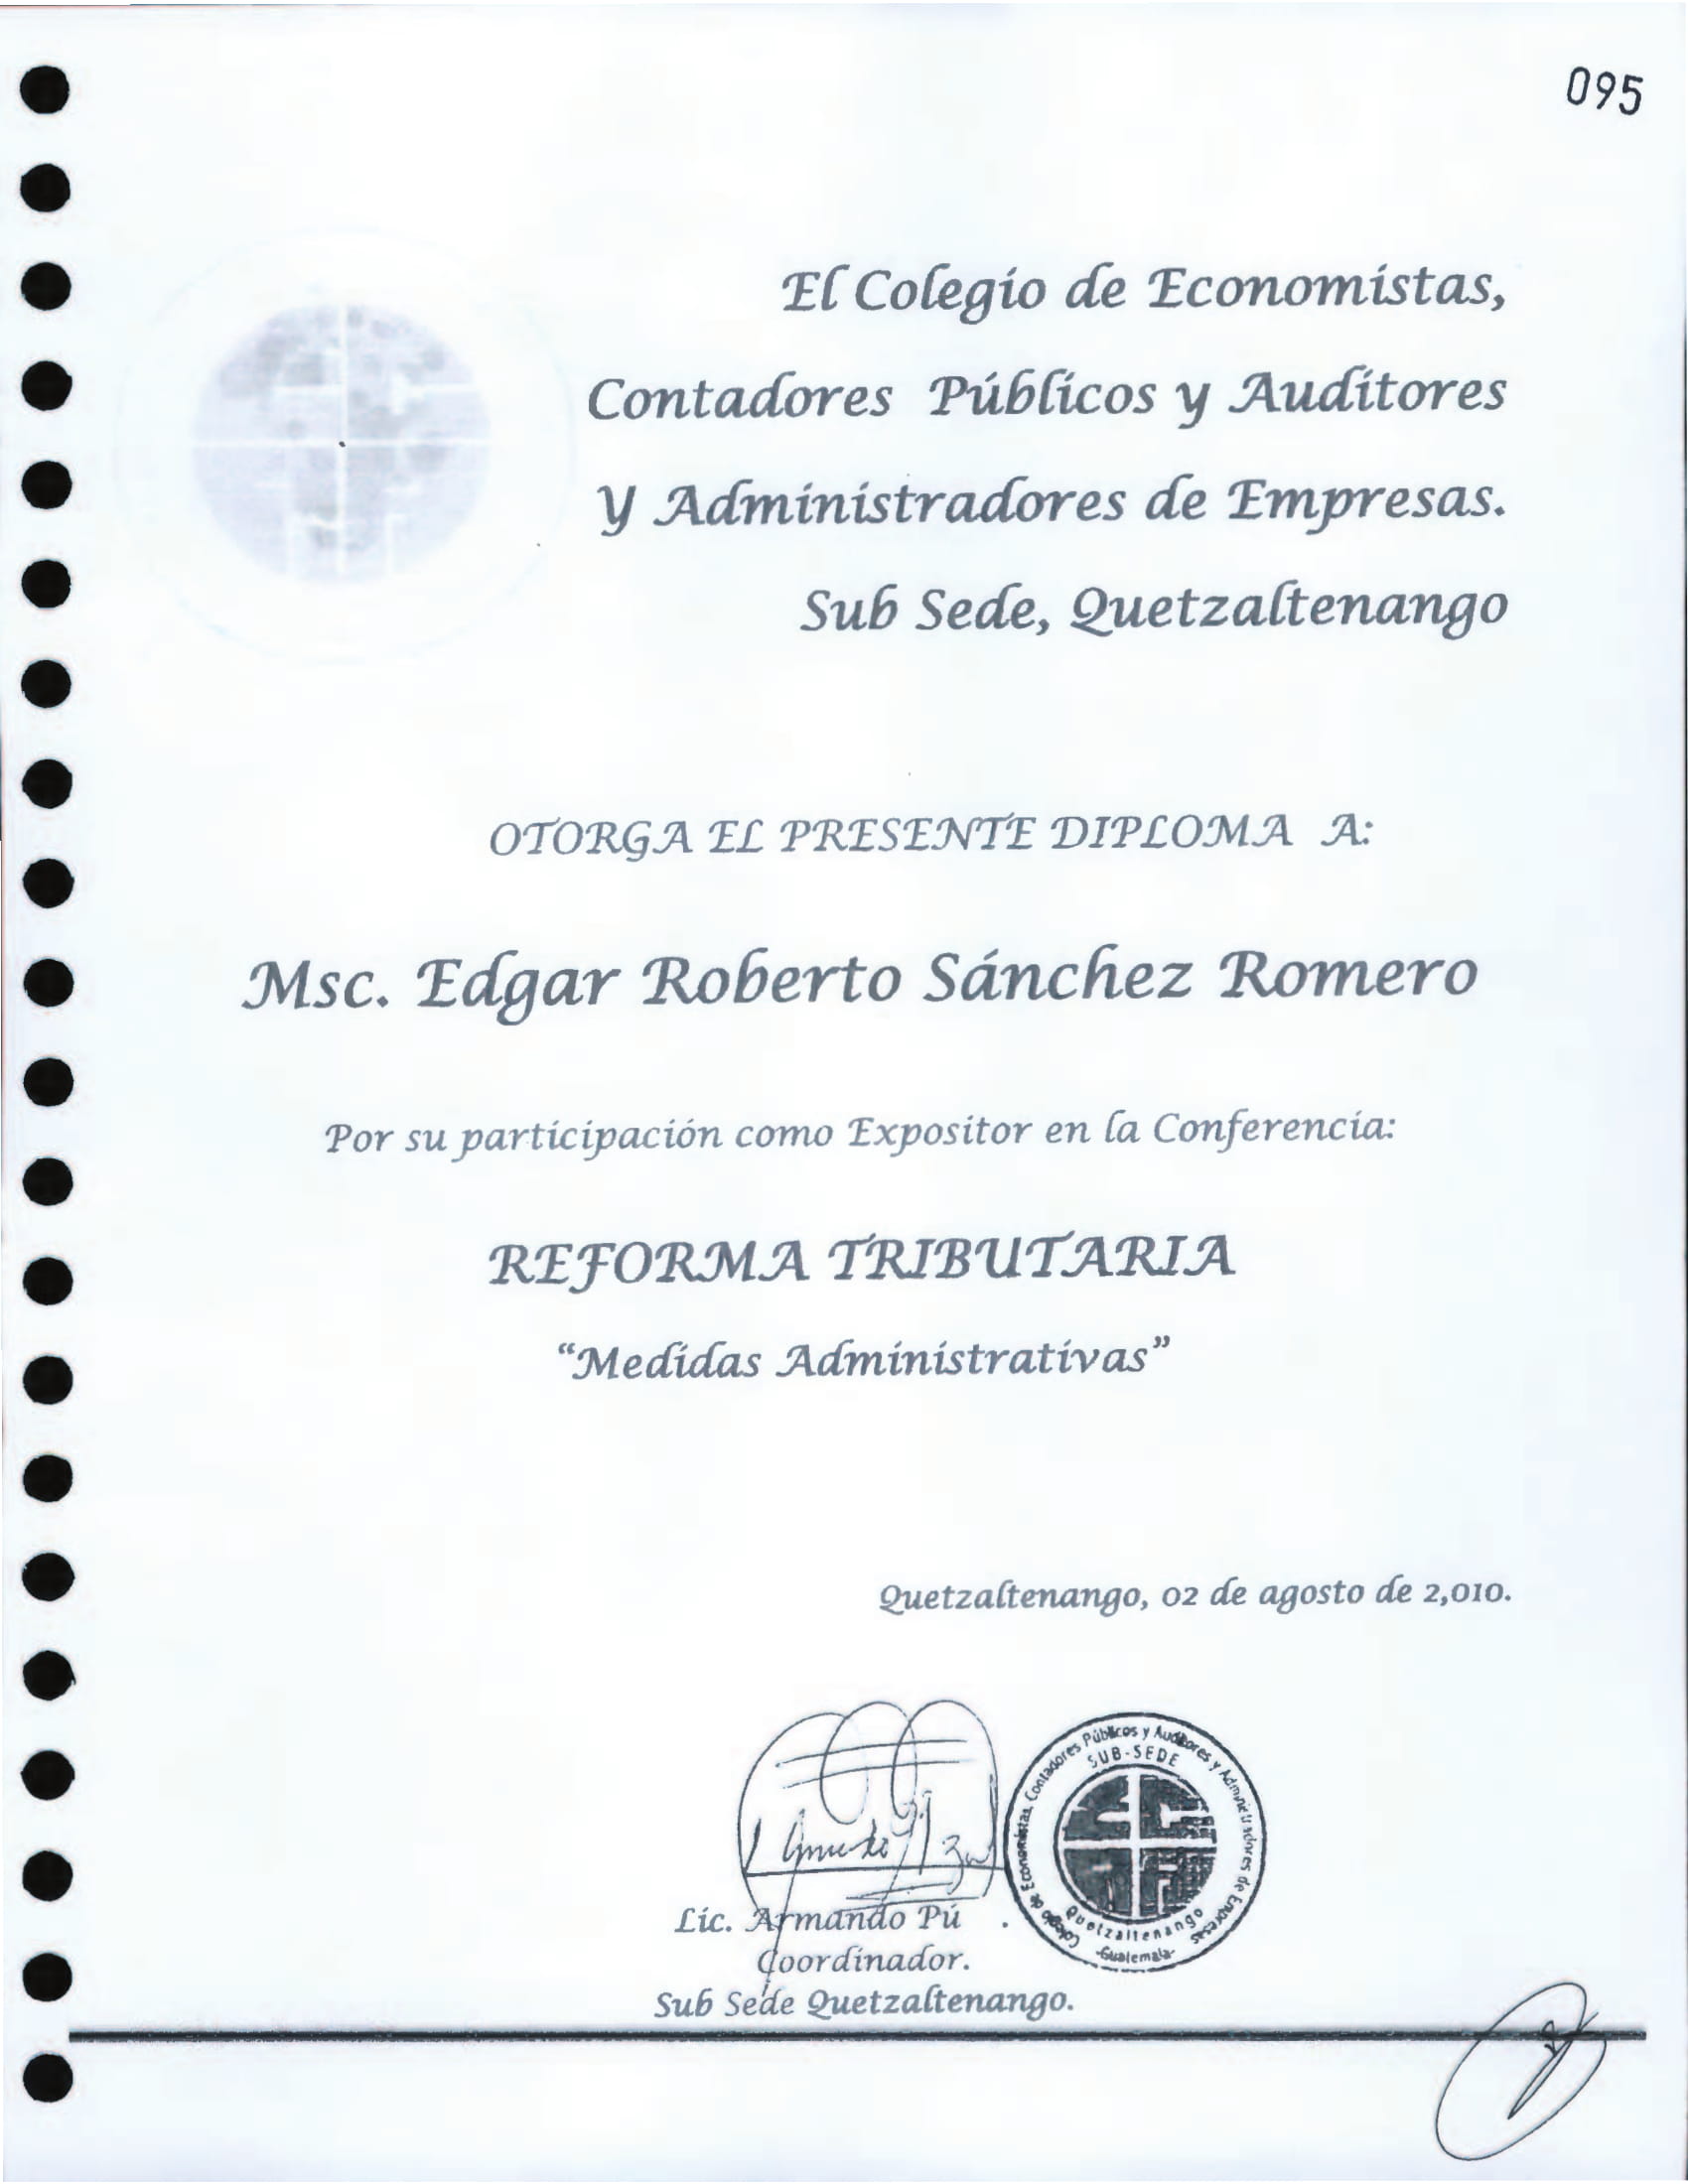 095
El Colegio de Economistas,
Contadores Públicos y Auditores
Y Administradores de Empresas.
Sub Sede, Quetzaltenango
OTORGA EL PRESENTE DIPLOMA A:
Msc. Edgar Roberto Sánchez Romero
Por su participación como Expositor en la Conferencia:
REFORMA TRIBUTARIA
“Medidas Administrativas”
Quetzaltenango, 02 de agosto de 2,010.
Colegio de Economistas, Contadores Públicos y Auditores y Administradores de Empresas
SUB-SEDE
Quetzaltenango
-Guatemala-
Lic. Armando Pú
Coordinador.
Sub Sede Quetzaltenango.